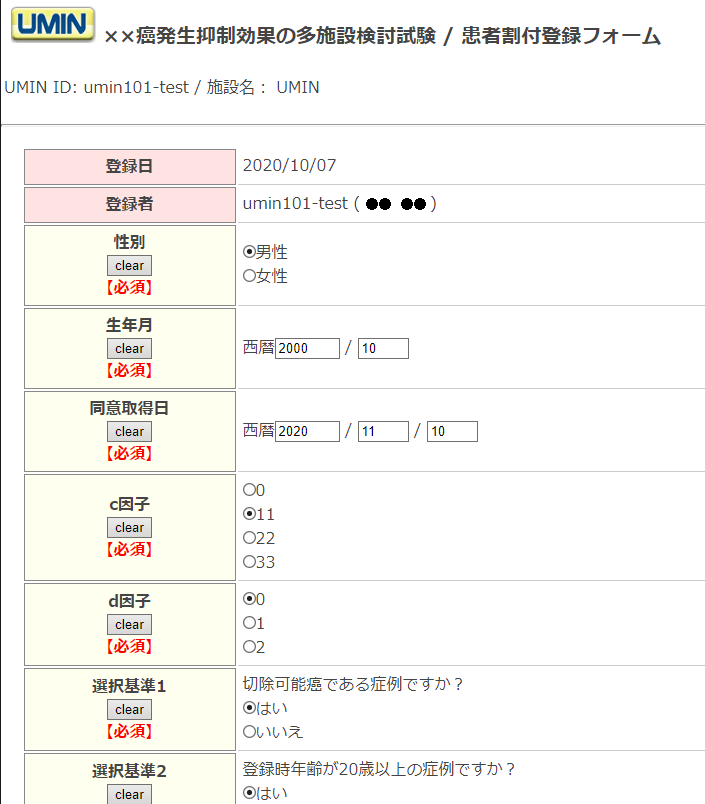 UMIN ××癌発生抑制効果の多施設検討試験 / 患者割付登録フォーム
UMIN ID: umin101-test / 施設名： UMIN
登録日 2020/10/07
登録者 umin101-test ( ●● ●● )
性別
clear
【必須】
男性
女性
生年月
clear
【必須】
西暦 2000 / 10
同意取得日
clear
【必須】
西暦 2020 / 11 / 10
c因子
clear
【必須】
0
11
22
33
d因子
clear
【必須】
0
1
2
選択基準1
clear
【必須】
切除可能癌である症例ですか？
はい
いいえ
選択基準2
clear
登録時年齢が20歳以上の症例ですか？
はい